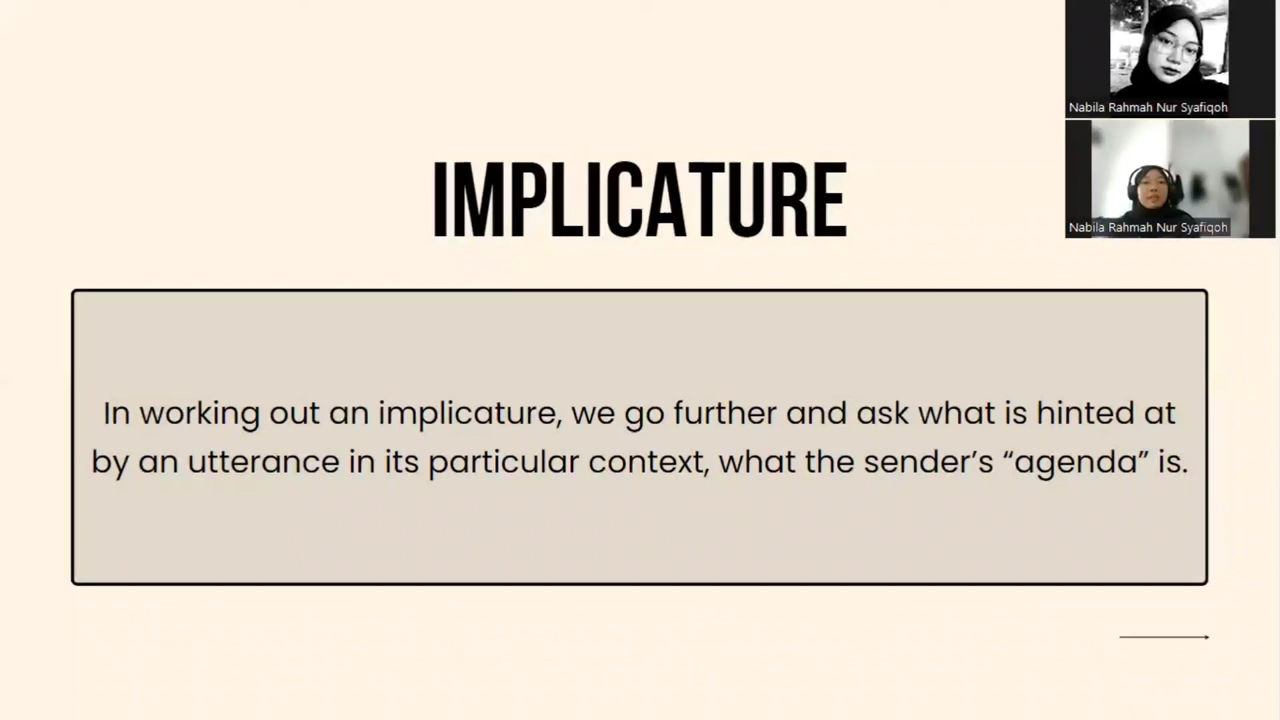 IMPLICATURE
In working out an implicature, we go further and ask what is hinted at
by an utterance in its particular context, what the sender’s “agenda” is.
Nabila Rahmah Nur Syafiqoh
Nabila Rahmah Nur Syafiqoh